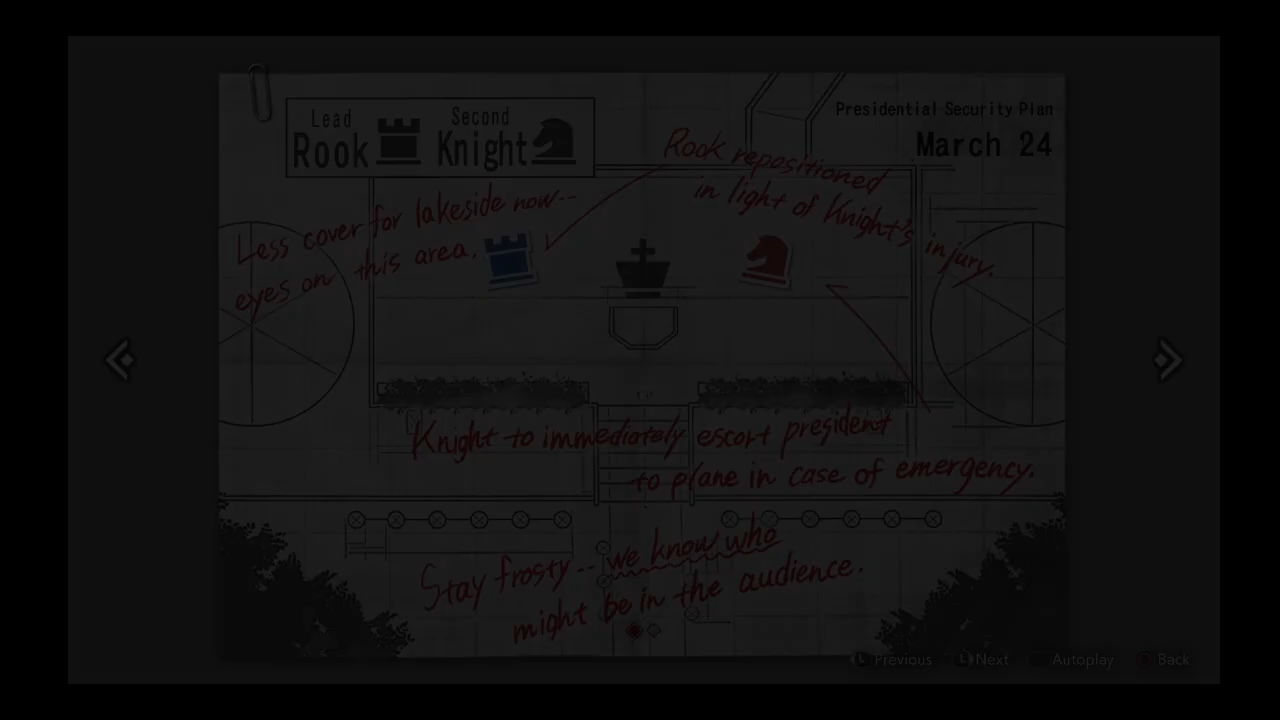 Lead
Rook
Second
Knight
Presidential Security Plan
March 24
Rook repositioned
in light of Knight's injury.
Less cover for lakeside now--
eyes on this area.
Knight to immediately escort president
to plane in case of emergency.
Stay frosty-- we know who
might be in the audience.
L Previous L Next Autoplay Back